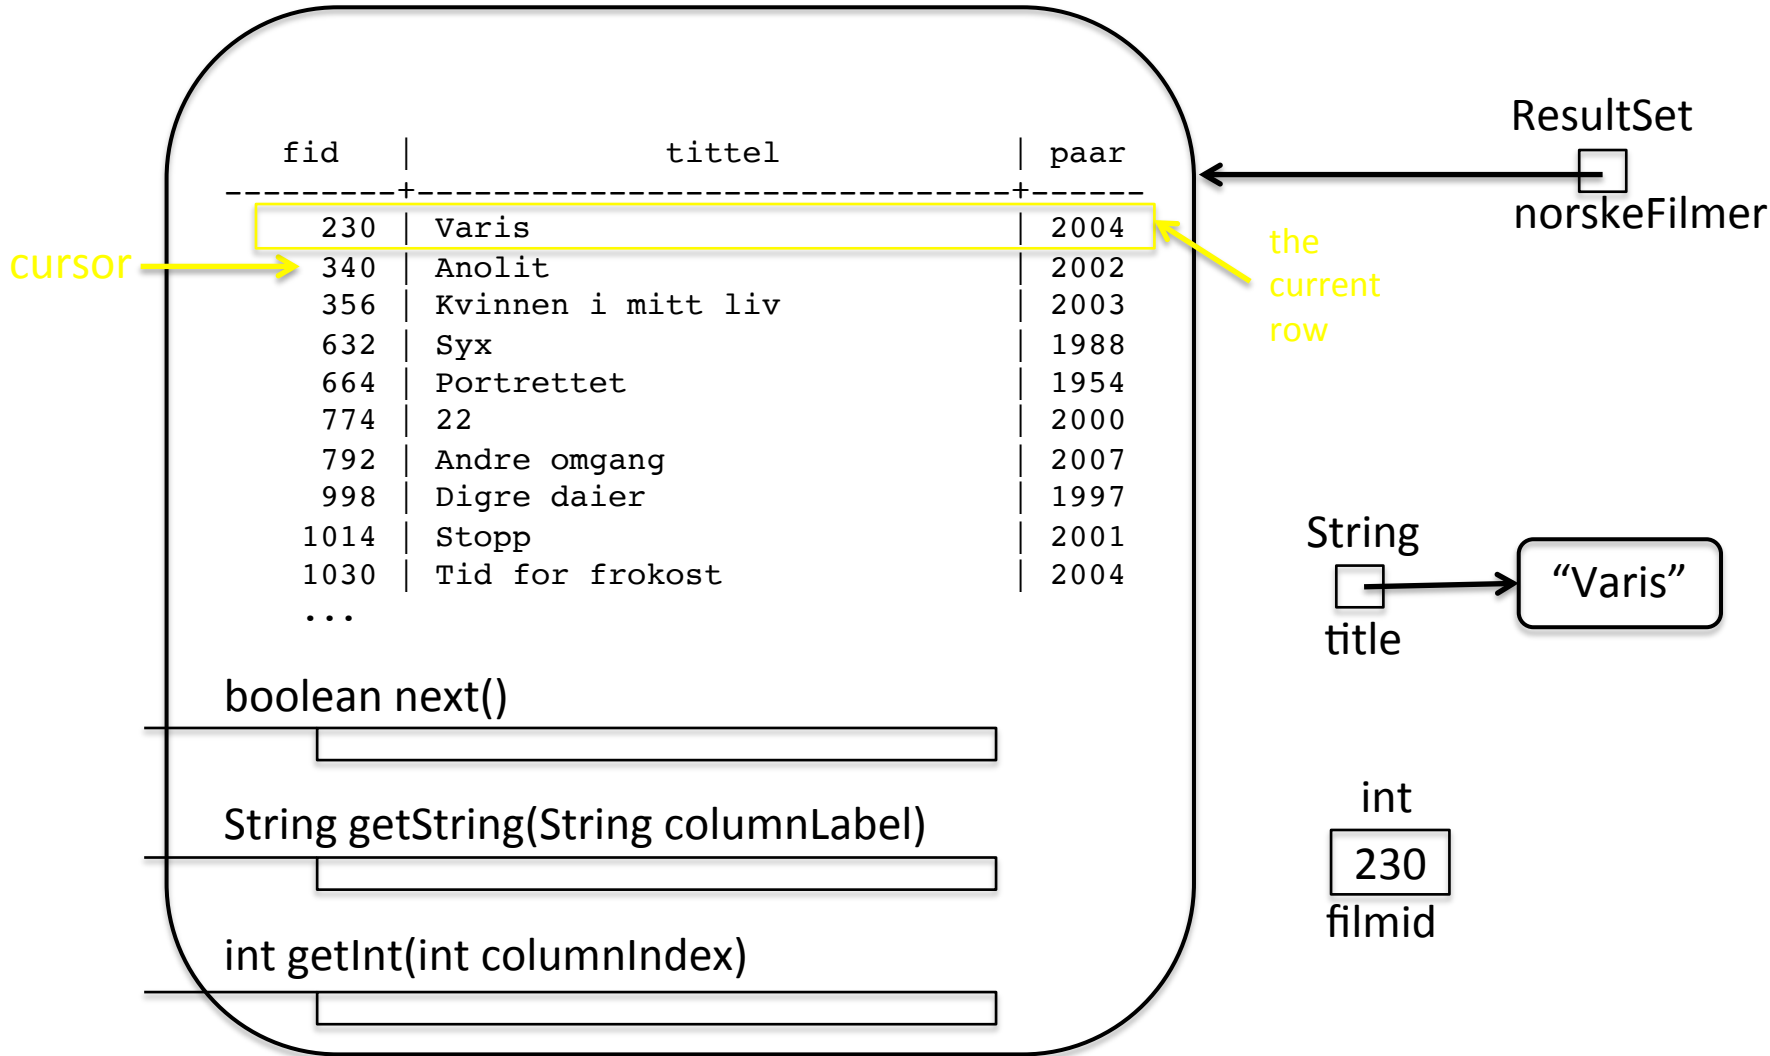 fid | tittel | paar
---------+-------------------------------+------
230 | Varis | 2004
340 | Anolit | 2002
356 | Kvinnen i mitt liv | 2003
632 | Syx | 1988
664 | Portrettet | 1954
774 | 22 | 2000
792 | Andre omgang | 2007
998 | Digre daier | 1997
1014 | Stopp | 2001
1030 | Tid for frokost | 2004
...
cursor
the
current
row
boolean next()
String getString(String columnLabel)
int getInt(int columnIndex)
ResultSet
norskeFilmer
String
“Varis”
title
int
230
filmid